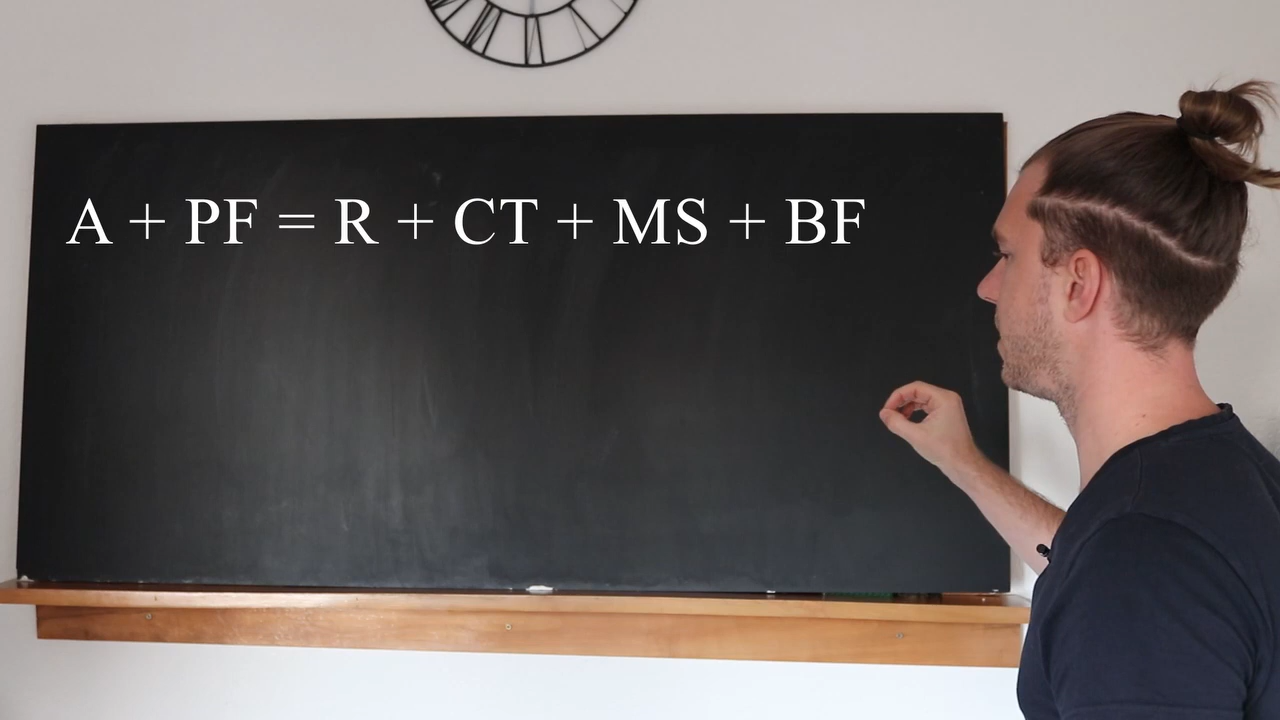 A + PF = R + CT + MS + BF